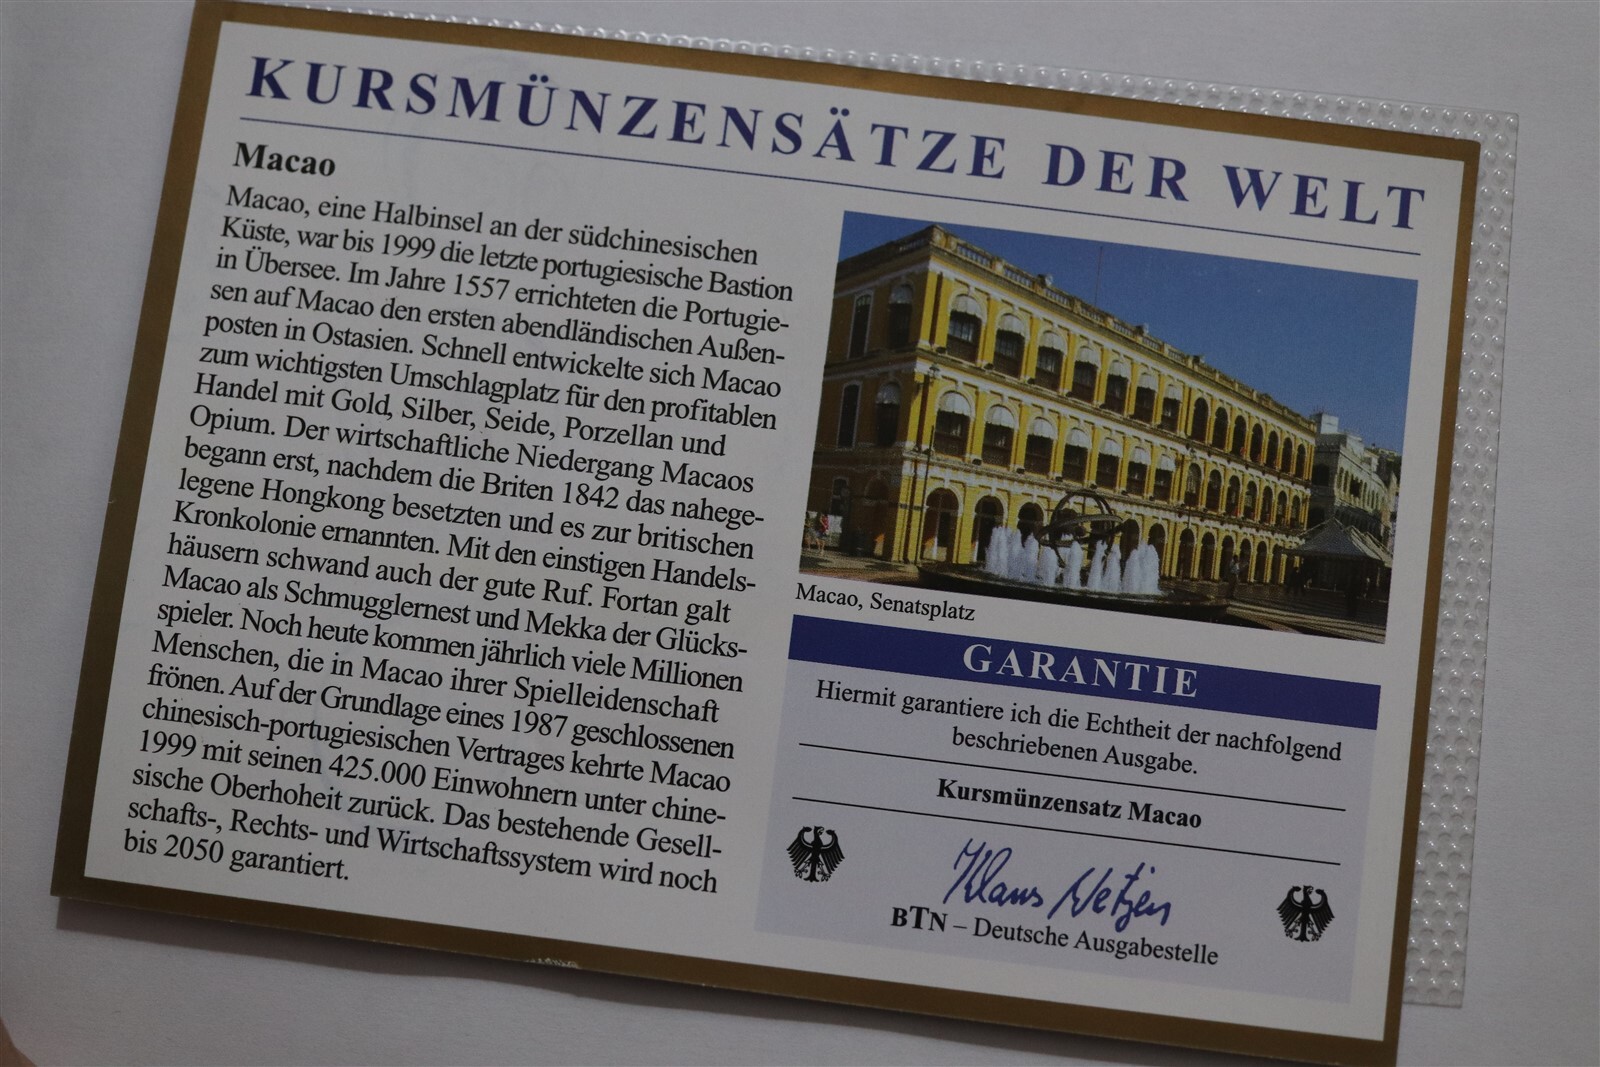 KURSMÜNZENSÄTZE DER WELT
Macao
Macao, eine Halbinsel an der südchinesischen
Küste, war bis 1999 die letzte portugiesische Bastion
in Übersee. Im Jahre 1557 errichteten die Portugie-
sen auf Macao den ersten abendländischen Außen-
posten in Ostasien. Schnell entwickelte sich Macao
zum wichtigsten Umschlagplatz für den profitablen
Handel mit Gold, Silber, Seide, Porzellan und
Opium. Der wirtschaftliche Niedergang Macaos
begann erst, nachdem die Briten 1842 das nahege-
legene Hongkong besetzten und es zur britischen
Kronkolonie ernannten. Mit den einstigen Handels-
häusern schwand auch der gute Ruf. Fortan galt
Macao als Schmugglernest und Mekka der Glücks-
spieler. Noch heute kommen jährlich viele Millionen
Menschen, die in Macao ihrer Spielleidenschaft
frönen. Auf der Grundlage eines 1987 geschlossenen
chinesisch-portugiesischen Vertrages kehrte Macao
1999 mit seinen 425.000 Einwohnern unter chine-
sische Oberhoheit zurück. Das bestehende Gesell-
schafts-, Rechts- und Wirtschaftssystem wird noch
bis 2050 garantiert.
Macao, Senatsplatz
GARANTIE
Hiermit garantiere ich die Echtheit der nachfolgend
beschriebenen Ausgabe.
Kursmünzensatz Macao
Klaus Netzen
BTN – Deutsche Ausgabestelle